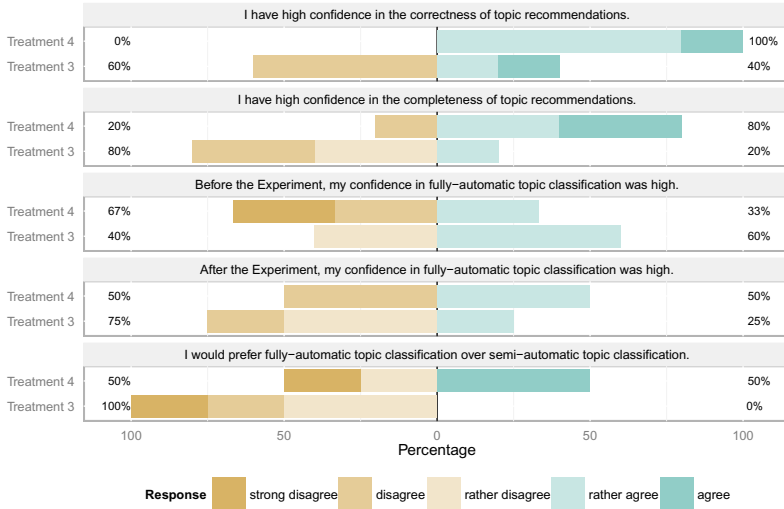 I have high confidence in the correctness of topic recommendations.
Treatment 4 0% 100%
Treatment 3 60% 40%
I have high confidence in the completeness of topic recommendations.
Treatment 4 20% 80%
Treatment 3 80% 20%
Before the Experiment, my confidence in fully−automatic topic classification was high.
Treatment 4 67% 33%
Treatment 3 40% 60%
After the Experiment, my confidence in fully−automatic topic classification was high.
Treatment 4 50% 50%
Treatment 3 75% 25%
I would prefer fully−automatic topic classification over semi−automatic topic classification.
Treatment 4 50% 50%
Treatment 3 100% 0%
100 50 0 50 100
Percentage
Response strong disagree disagree rather disagree rather agree agree